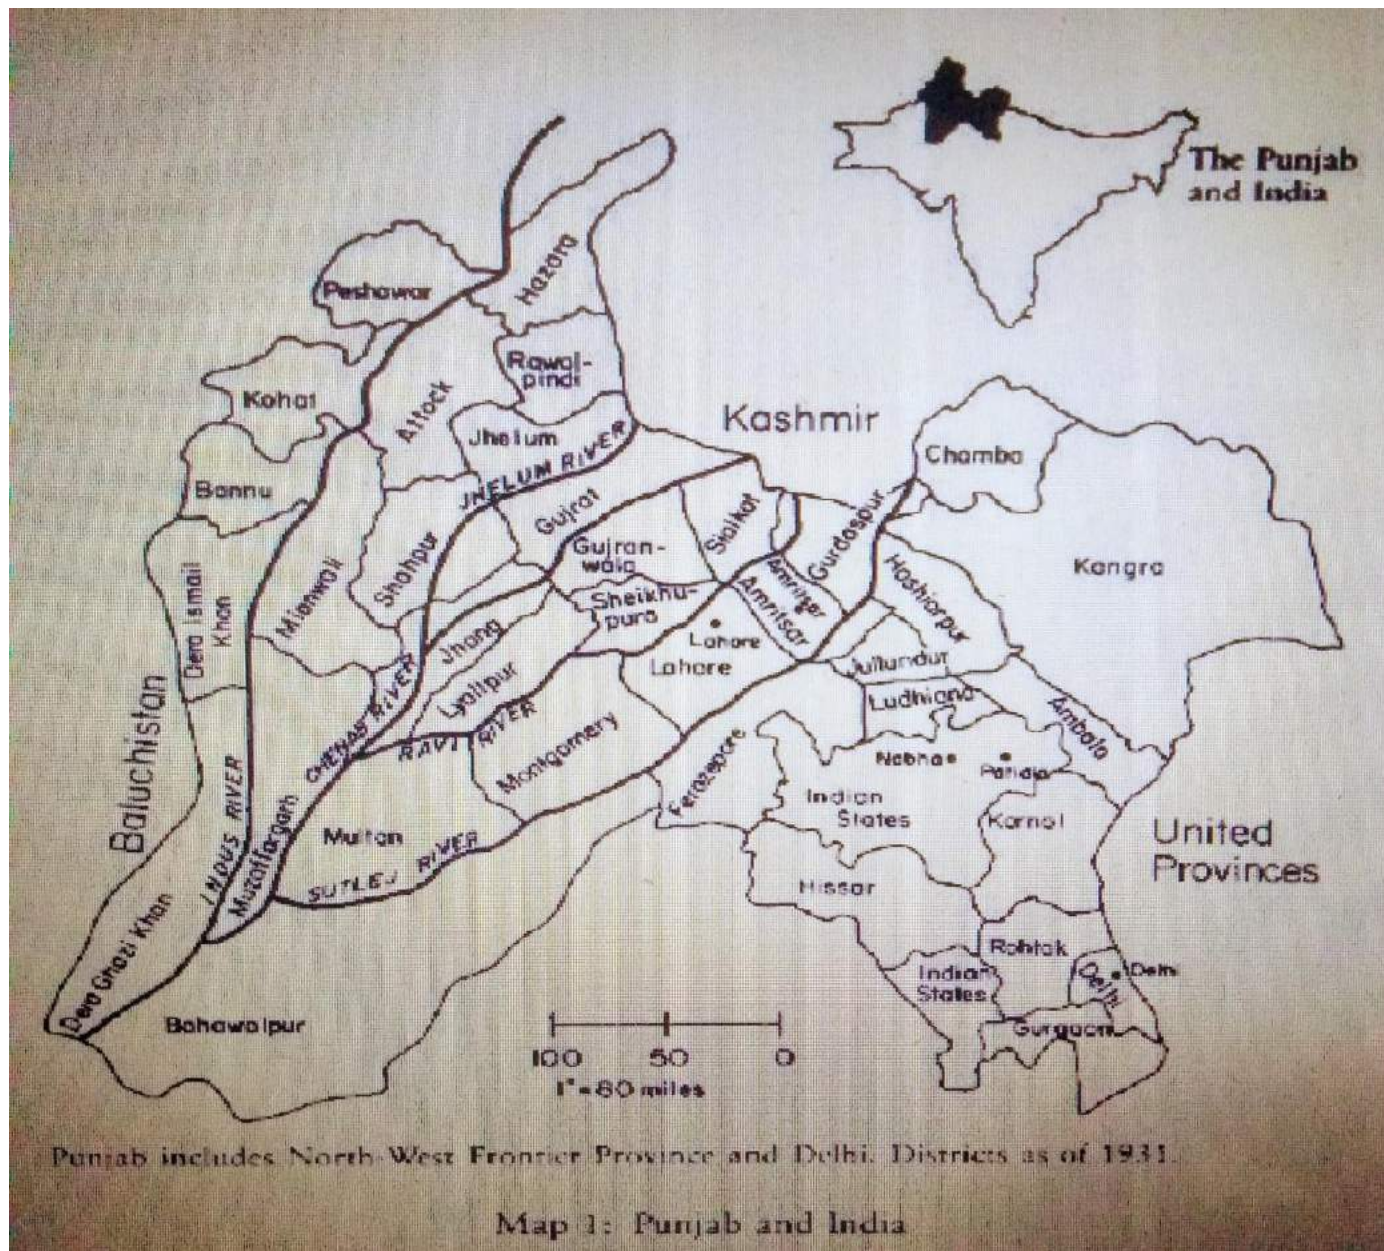 The Punjab
and India
Hazara
Peshawar
Rawal-
pindi
Kohat
Attock
Kashmir
Jhelum
JHELUM RIVER
Chamba
Bannu
Gujrat
Sialkot
Gurdaspur
Shahpur
Gujran-
wala
Amritsar
Amritsar
Hoshiarpur
Kangra
Dera Ismail
Khan
Mianwali
Sheikhu-
pura
Lahore
Lahore
Jhang
Jullundur
Lyallpur
Ludhiana
CHENAB RIVER
RAVI RIVER
Ambala
Baluchistan
Montgomery
Ferozepore
Nabha
Patiala
INDUS RIVER
Muzaffargarh
Indian
States
Karnal
United
Provinces
Multan
SUTLEJ RIVER
Hissar
Dera Ghazi Khan
Rohtak
Indian
States
Delhi
Delhi
Bahawalpur
Gurgaon
100 50 0
1"=80 miles
Punjab includes North-West Frontier Province and Delhi. Districts as of 1931.
Map 1: Punjab and India